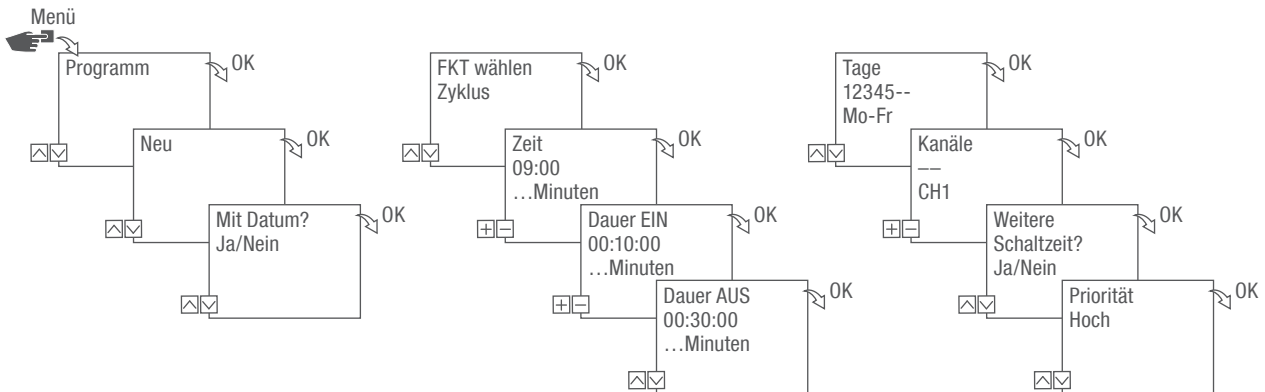 Menü
Programm
OK
Neu
OK
Mit Datum?
Ja/Nein
OK
FKT wählen
Zyklus
OK
Zeit
09:00
…Minuten
OK
Dauer EIN
00:10:00
…Minuten
OK
Dauer AUS
00:30:00
…Minuten
OK
Tage
12345--
Mo-Fr
OK
Kanäle
––
CH1
OK
Weitere
Schaltzeit?
Ja/Nein
OK
Priorität
Hoch
OK